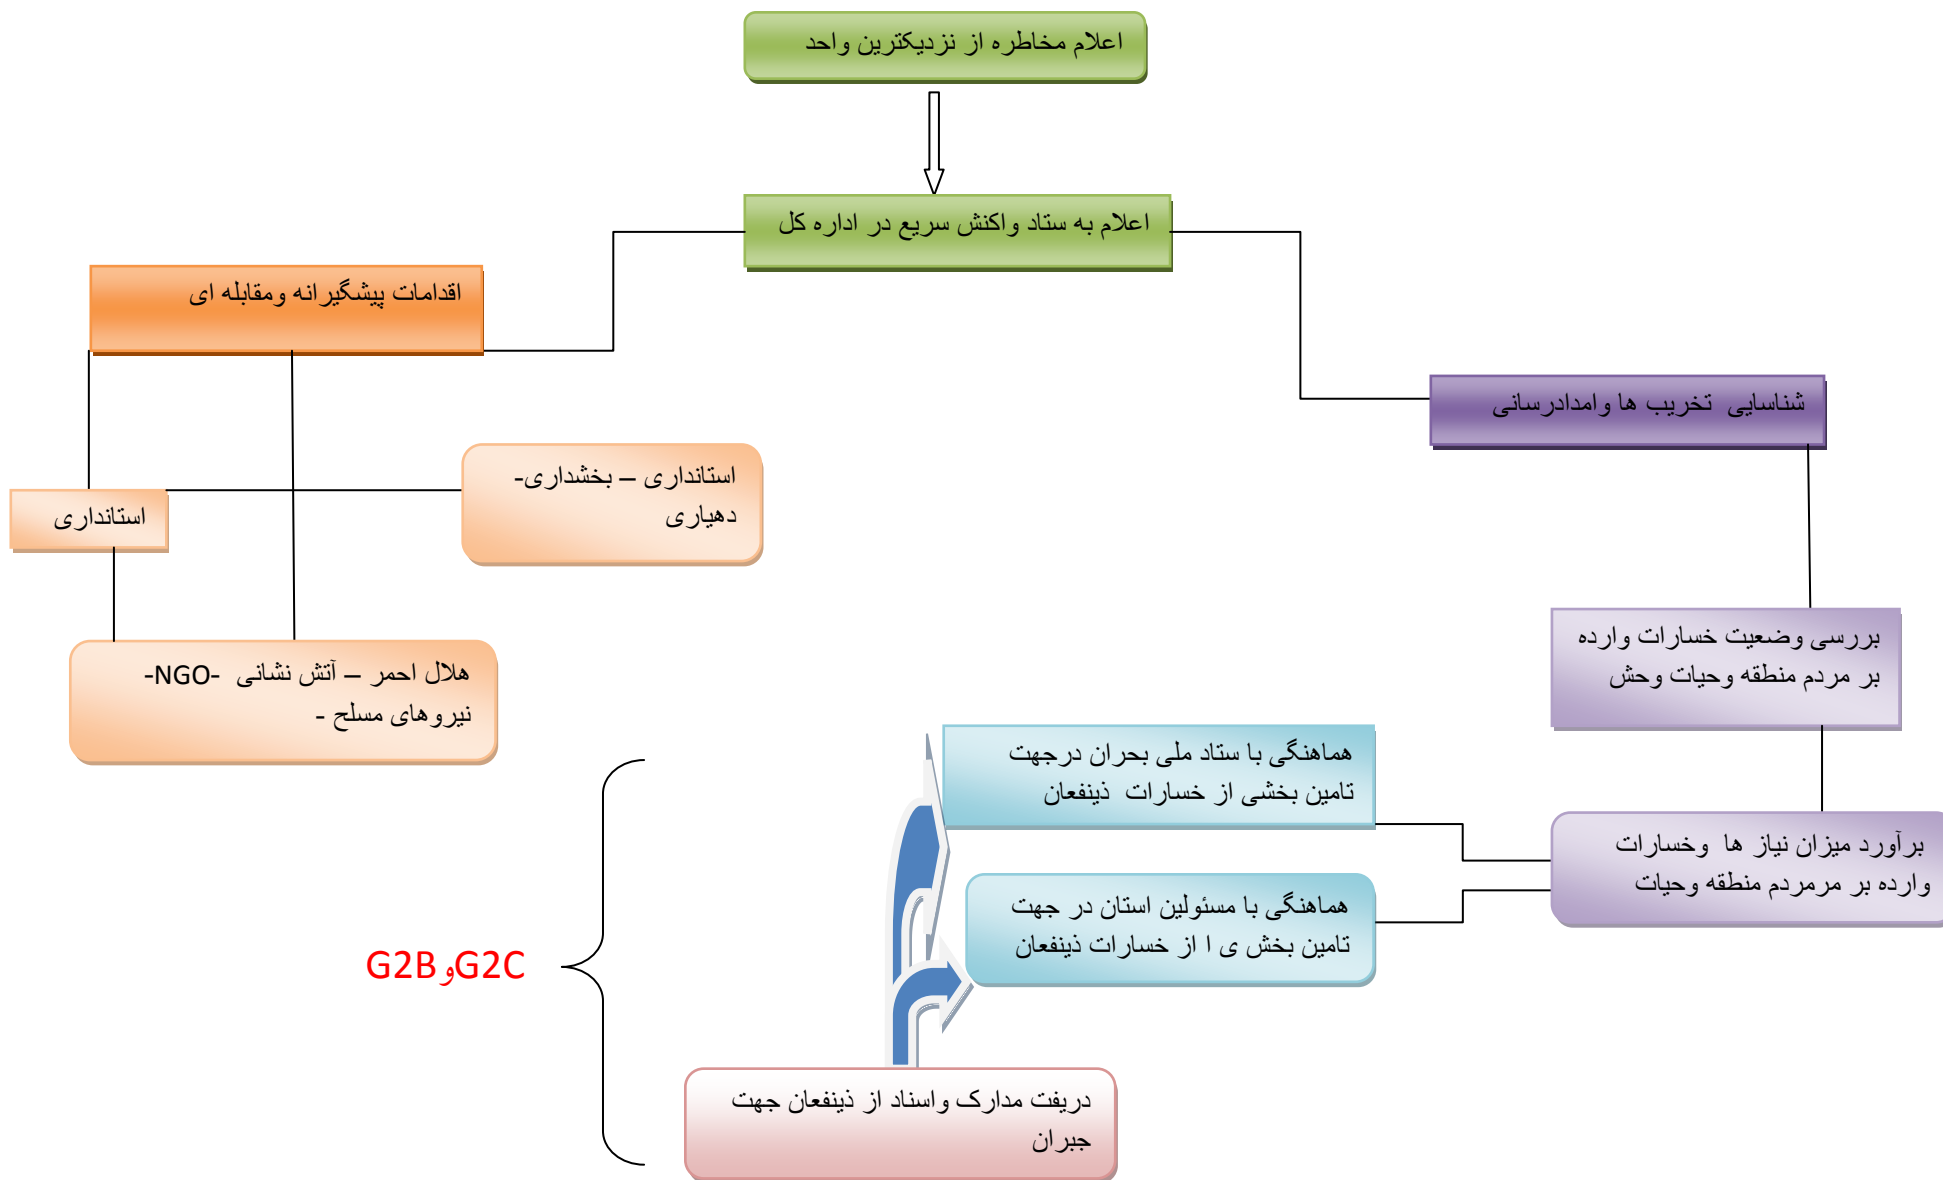 اعلام مخاطره از نزدیکترین واحد
اعلام به ستاد واکنش سریع در اداره کل
اقدامات پیشگیرانه ومقابله ای
شناسایی تخریب ها وامدادرسانی
استانداری – بخشداری-
دهیاری
استانداری
هلال احمر – آتش نشانی -NGO-
نیروهای مسلح -
بررسی وضعیت خسارات وارده
بر مردم منطقه وحیات وحش
هماهنگی با ستاد ملی بحران درجهت
تامین بخشی از خسارات ذینفعان
برآورد میزان نیاز ها وخسارات
وارده بر مرمردم منطقه وحیات
هماهنگی با مسئولین استان در جهت
تامین بخش ی ا از خسارات ذینفعان
G2BوG2C
دریفت مدارک واسناد از ذینفعان جهت
جبران